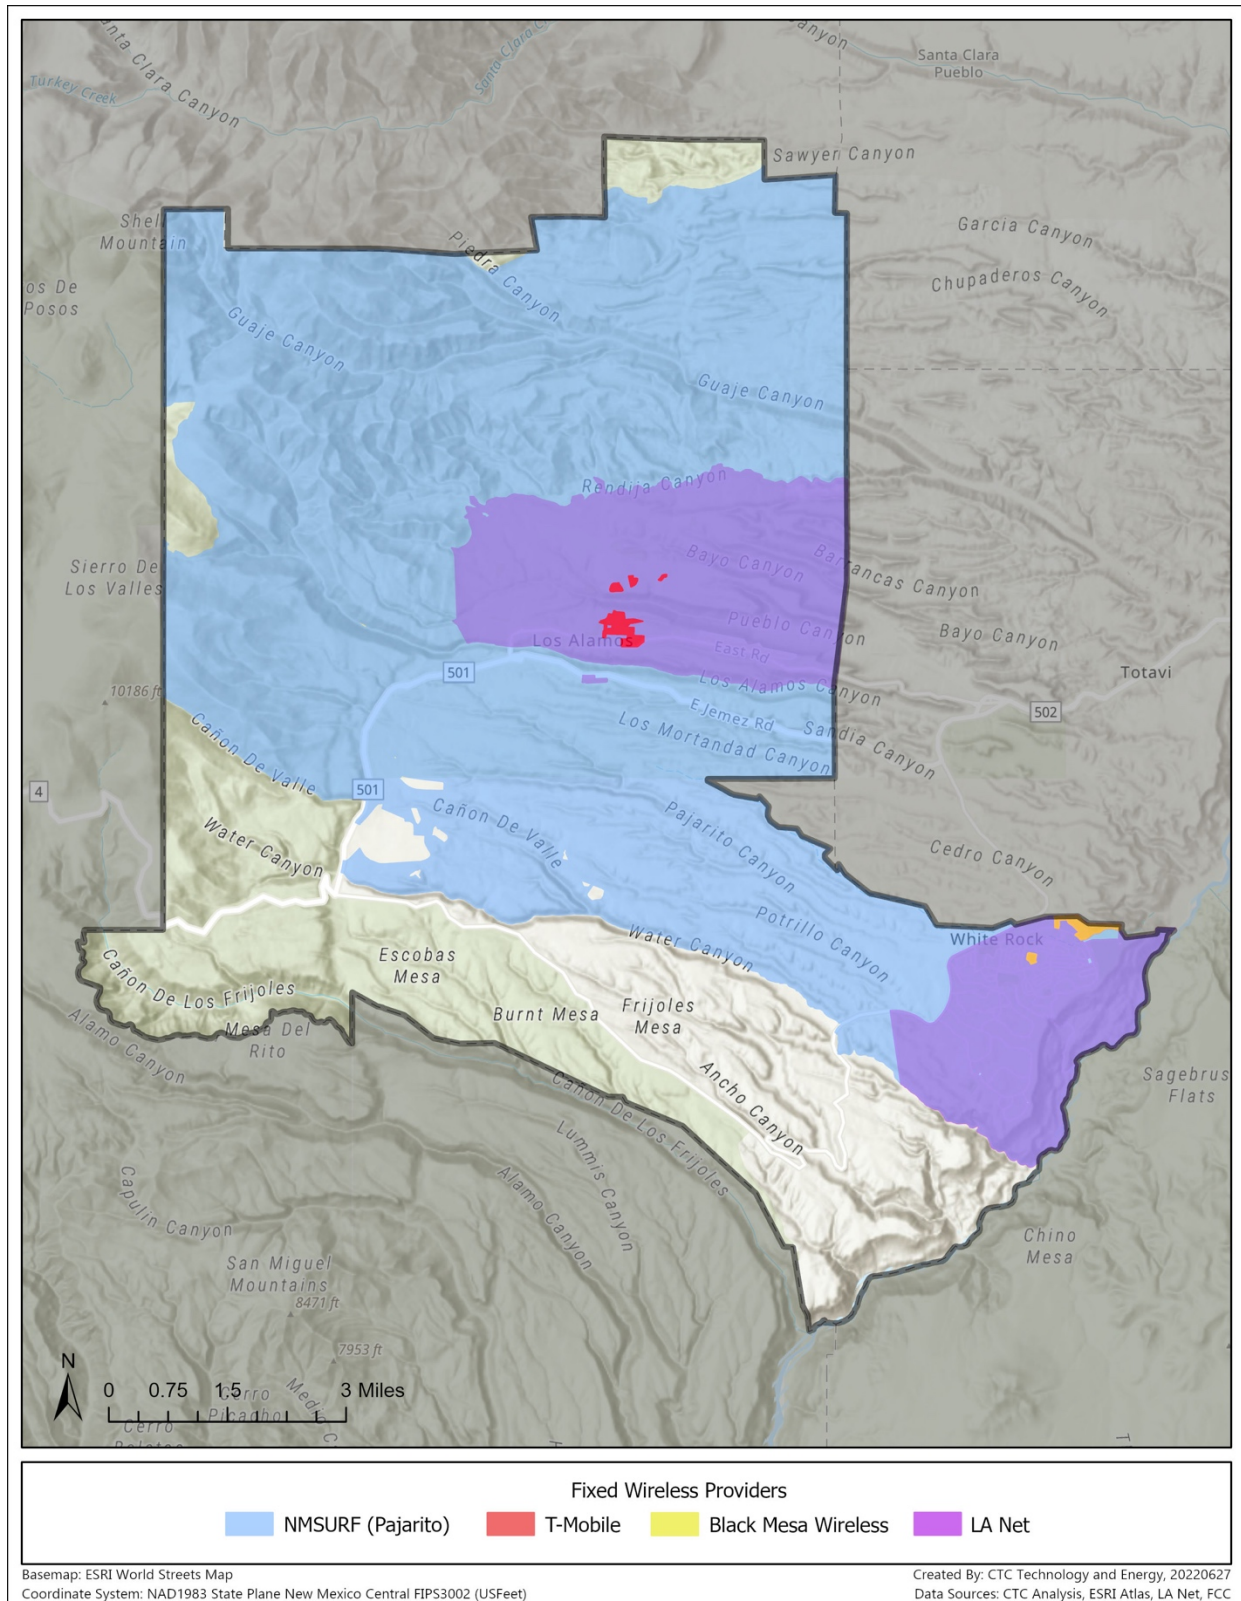 Santa Clara Canyon
Santa Clara
Canyon
Santa Clara
Pueblo
Turkey Creek
Sawyer Canyon
Shell
Mountain
Garcia Canyon
Piedra Canyon
Chupaderos Canyon
os De
Posos
Guaje Canyon
Guaje Canyon
Rendija Canyon
Bayo Canyon
Barrancas Canyon
Sierro De
Los Valles
Pueblo Canyon
Bayo Canyon
Los Alamos
East Rd
501
Totavi
Los Alamos Canyon
10186 ft
502
E Jemez Rd
Los Mortandad Canyon
Sandia Canyon
Cañon De Valle
4
501
Cañon De Valle
Pajarito Canyon
Water Canyon
Cedro Canyon
Potrillo Canyon
White Rock
Water Canyon
Escobas
Mesa
Cañon De Los Frijoles
Burnt Mesa
Frijoles
Mesa
Alamo Canyon
Mesa Del
Rito
Ancho Canyon
Sagebrus
Flats
Cañon De Los Frijoles
Lummis Canyon
Alamo Canyon
Capulin Canyon
Chino
Mesa
San Miguel
Mountains
8471 ft
7953 ft
N
0 0.75 1.5 3 Miles
Cerro
Picacho
Medio C
Cerro
T
Fixed Wireless Providers
NMSURF (Pajarito) T-Mobile Black Mesa Wireless LA Net
Basemap: ESRI World Streets Map
Coordinate System: NAD1983 State Plane New Mexico Central FIPS3002 (USFeet)
Created By: CTC Technology and Energy, 20220627
Data Sources: CTC Analysis, ESRI Atlas, LA Net, FCC